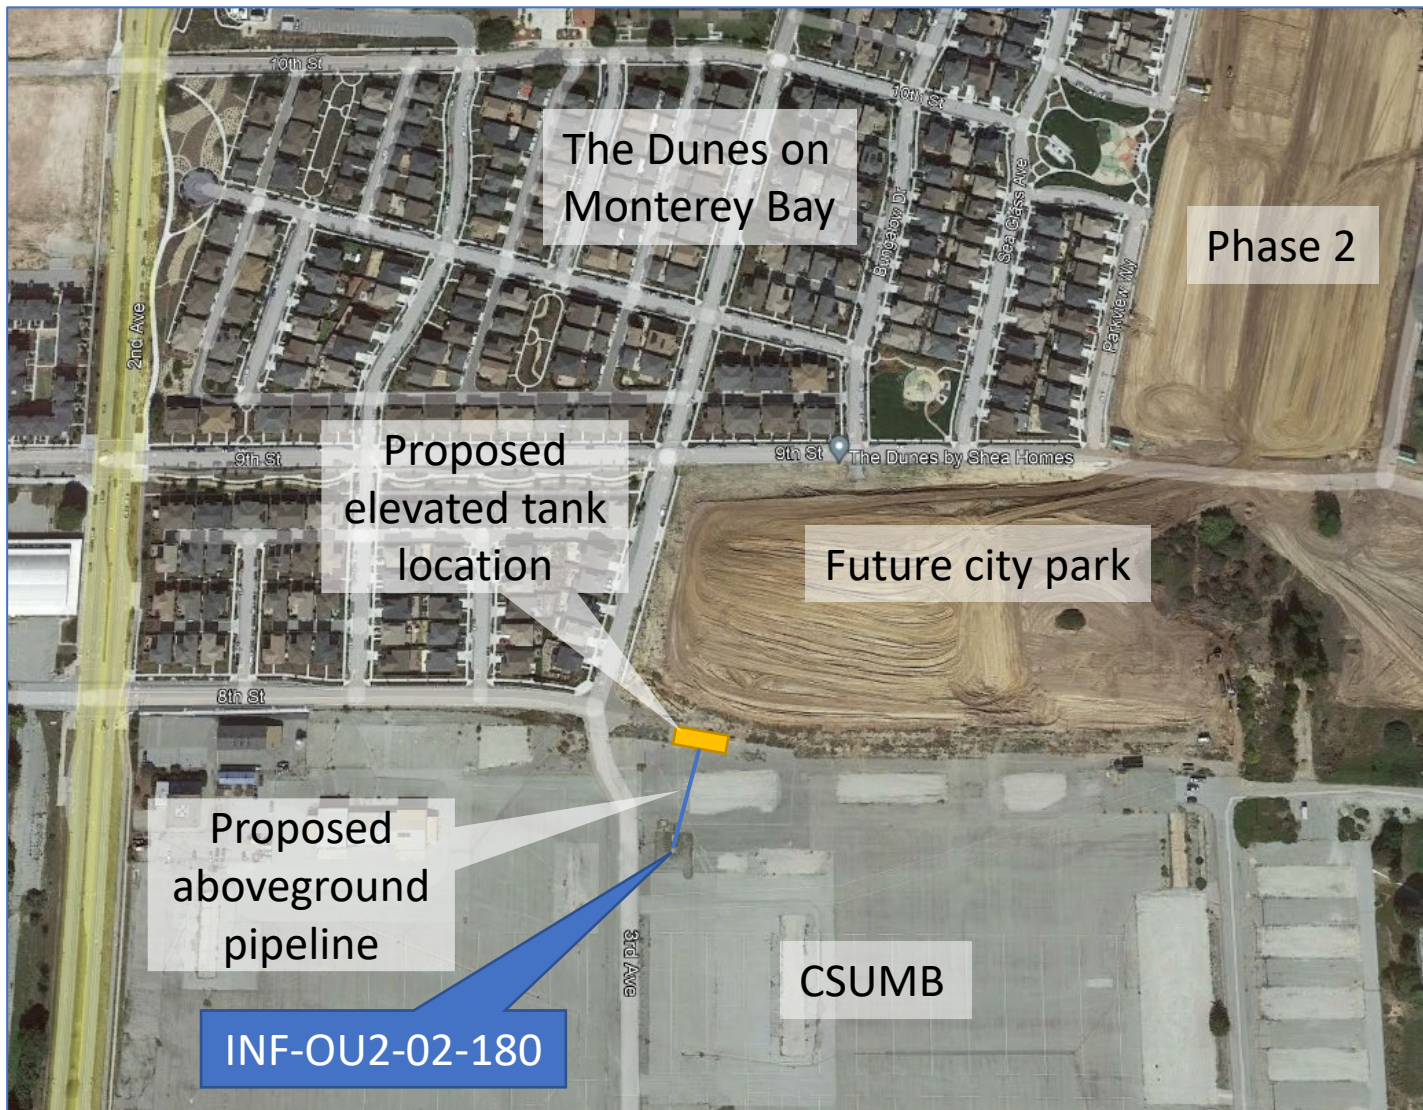 10th St
10th St
The Dunes on
Monterey Bay
Bungalow Dr
Sea Glass Ave
Phase 2
Parkview Wy
2nd Ave
9th St
Proposed
elevated tank
location
9th St
The Dunes by Shea Homes
Future city park
8th St
Proposed
aboveground
pipeline
3rd Ave
CSUMB
INF-OU2-02-180